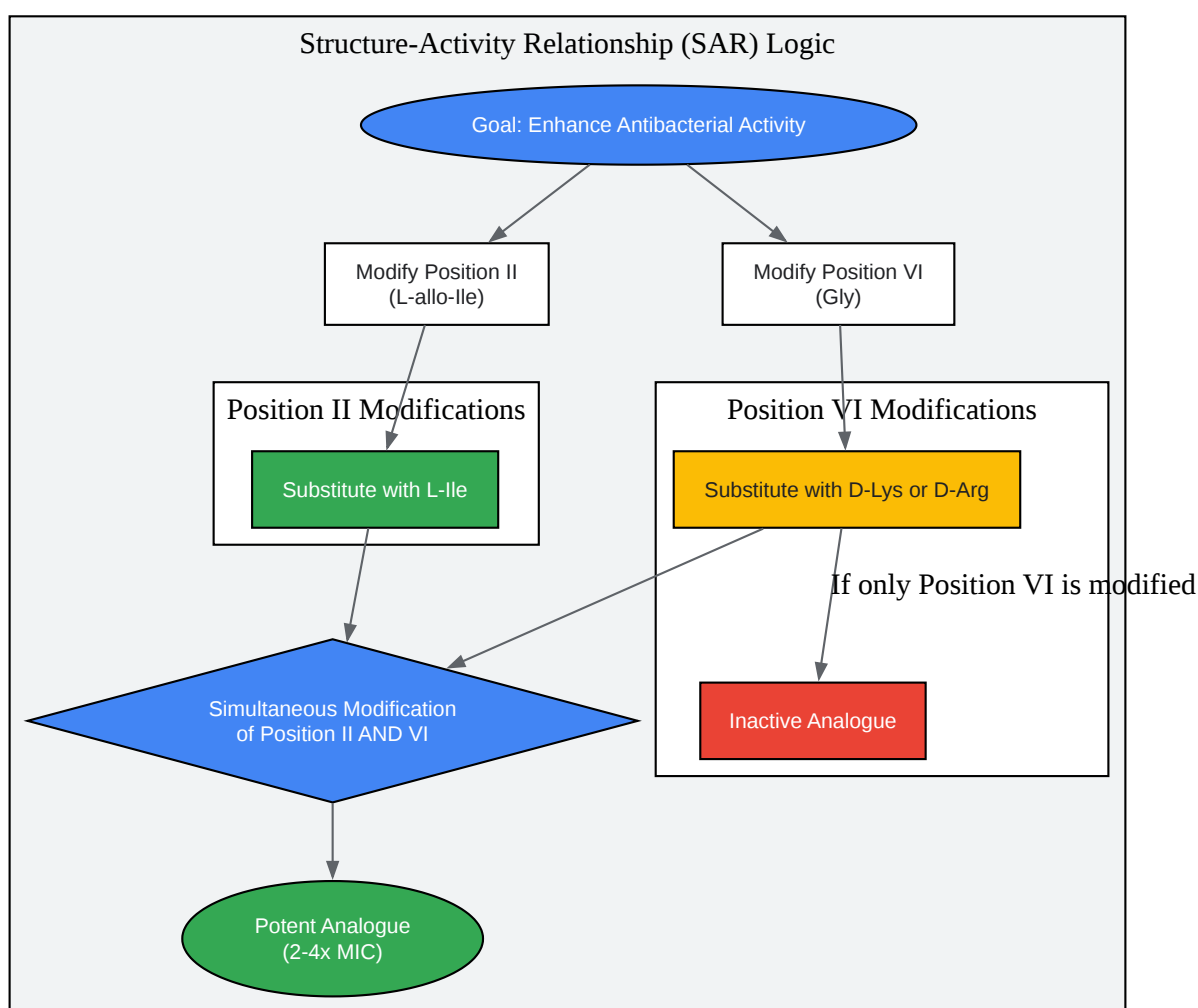 Structure-Activity Relationship (SAR) Logic
Goal: Enhance Antibacterial Activity
Modify Position II
(L-allo-Ile)
Modify Position VI
(Gly)
Position II Modifications
Position VI Modifications
Substitute with L-Ile
Substitute with D-Lys or D-Arg
If only Position VI is modified
Simultaneous Modification
of Position II AND VI
Inactive Analogue
Potent Analogue
(2-4x MIC)